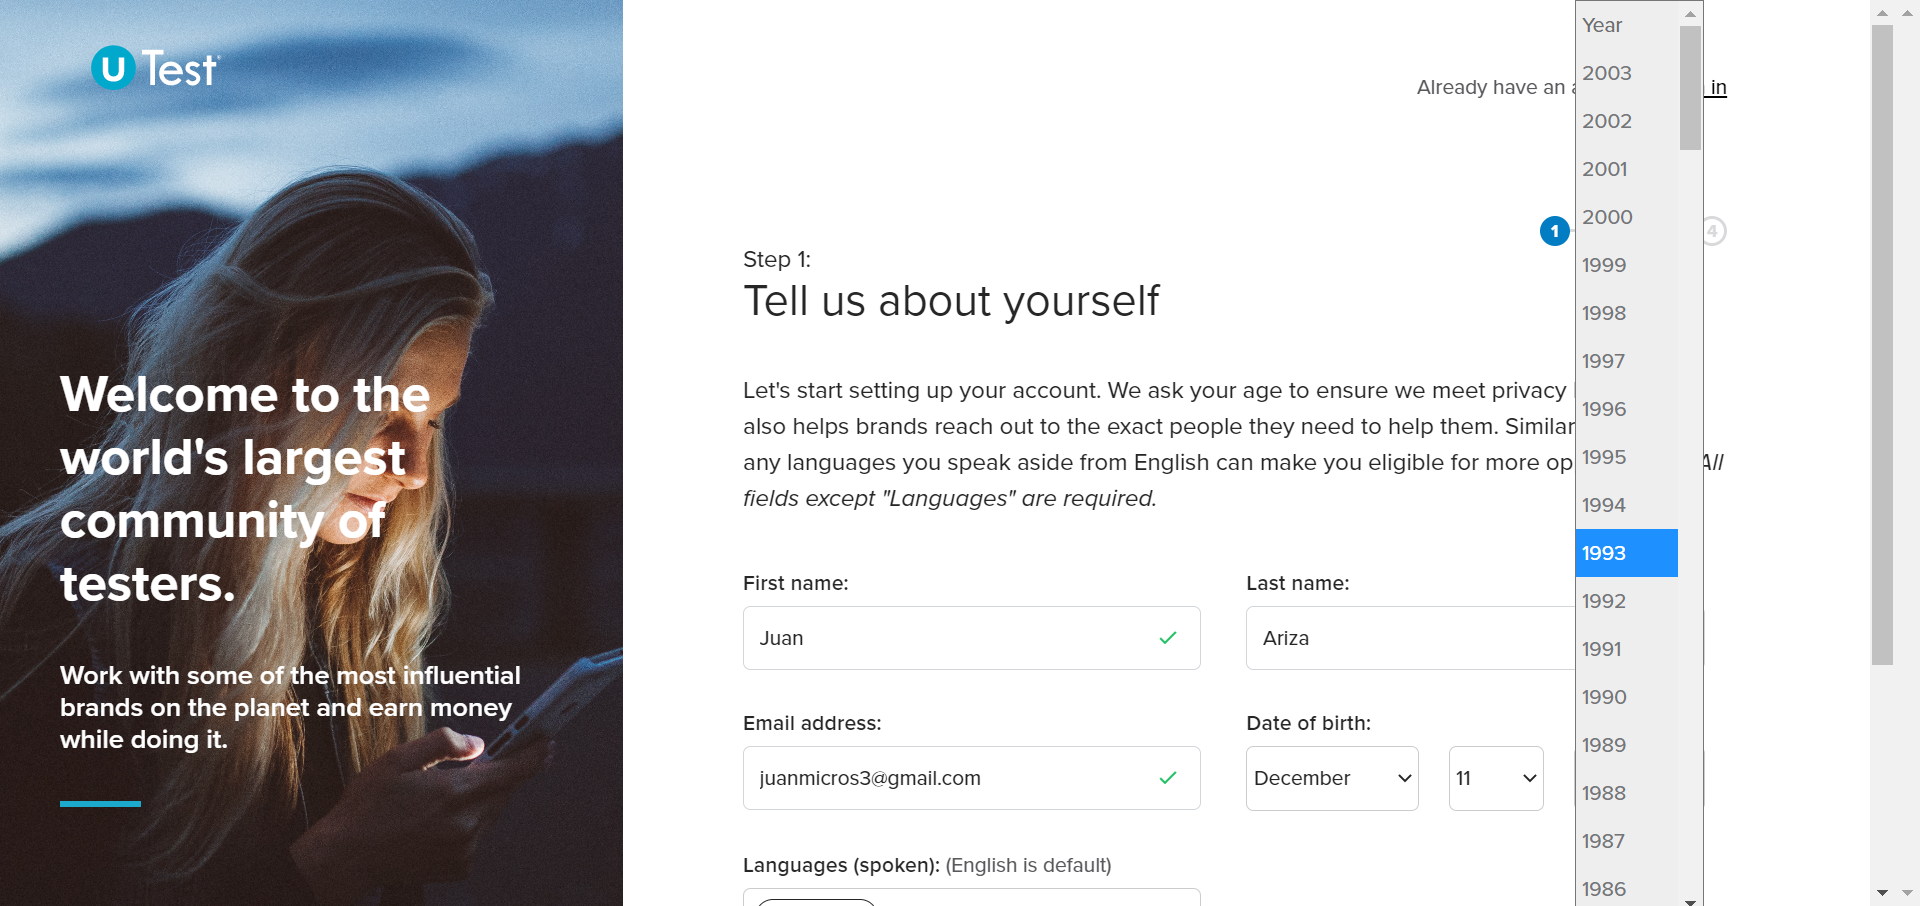 u Test
Welcome to the
world's largest
community of
testers.
Work with some of the most influential
brands on the planet and earn money
while doing it.
Already have an a
in
1
4
Step 1:
Tell us about yourself
Let's start setting up your account. We ask your age to ensure we meet privacy
also helps brands reach out to the exact people they need to help them. Similar
any languages you speak aside from English can make you eligible for more op All
fields except "Languages" are required.
First name:
Juan
Last name:
Ariza
Email address:
juanmicros3@gmail.com
Date of birth:
December
11
Languages (spoken): (English is default)
Year
2003
2002
2001
2000
1999
1998
1997
1996
1995
1994
1993
1992
1991
1990
1989
1988
1987
1986